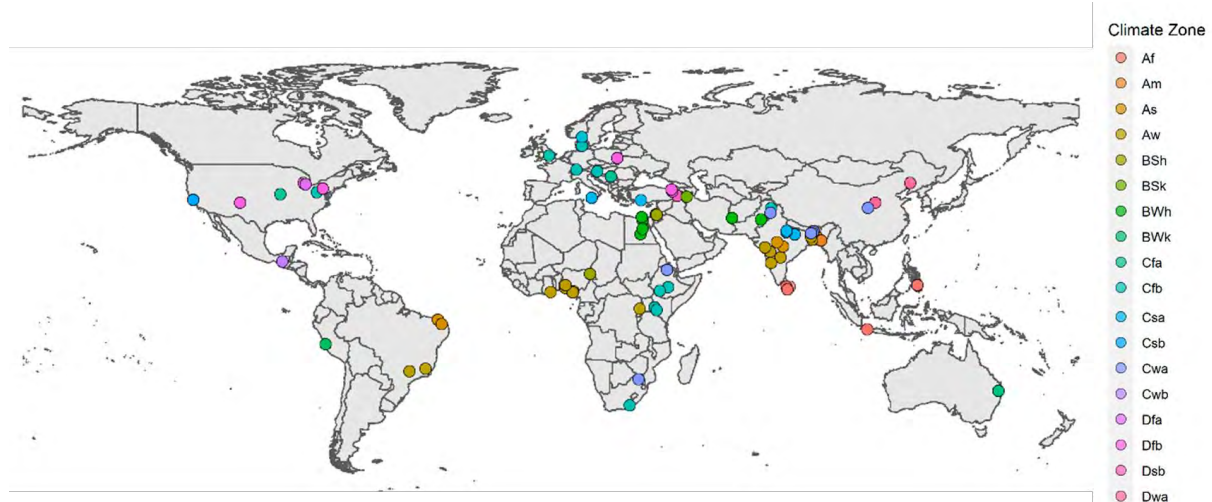 Climate Zone
Af
Am
As
Aw
BSh
BSk
BWh
BWk
Cfa
Cfb
Csa
Csb
Cwa
Cwb
Dfa
Dfb
Dsb
Dwa